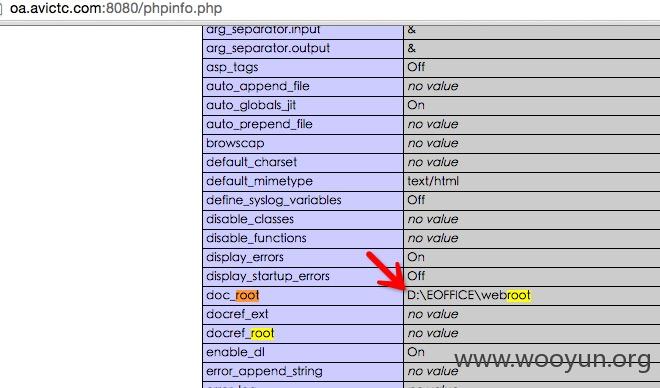 oa.avictc.com:8080/phpinfo.php
arg_separator.input &
arg_separator.output &
asp_tags Off
auto_append_file no value
auto_globals_jit On
auto_prepend_file no value
browscap no value
default_charset no value
default_mimetype text/html
define_syslog_variables Off
disable_classes no value
disable_functions no value
display_errors On
display_startup_errors Off
doc_root D:\EOFFICE\webroot
docref_ext no value
docref_root no value
enable_dl On
error_append_string no value
www.wooyun.org